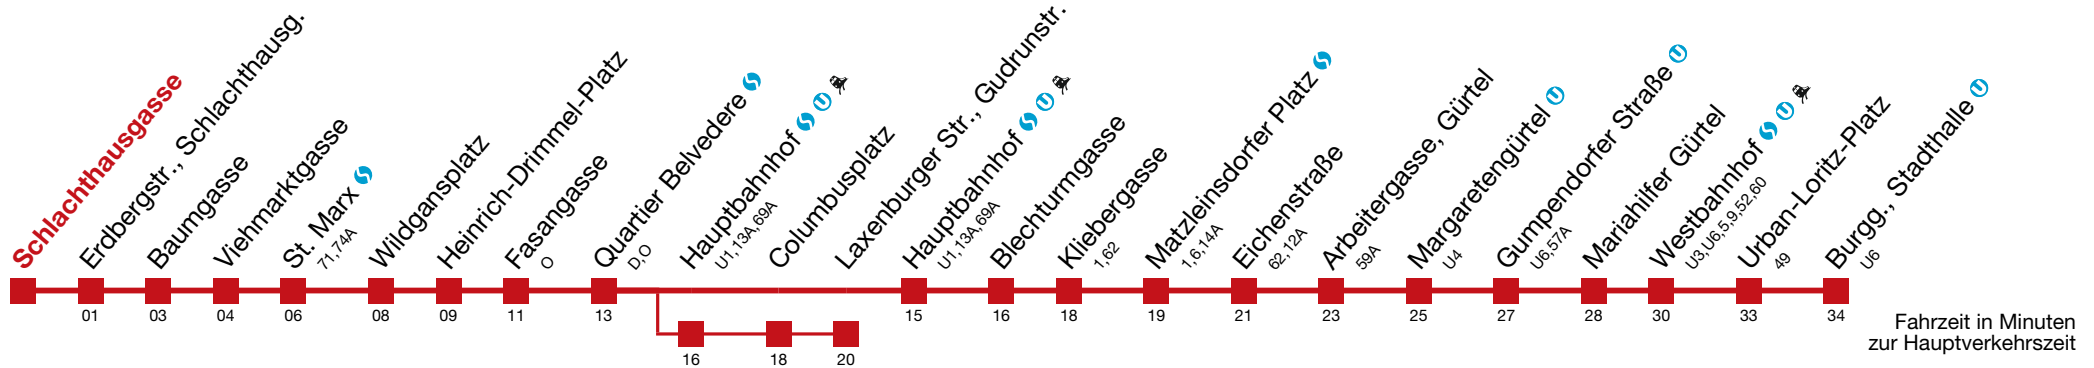 Schlachthausgasse
Erdbergstr., Schlachthausg.
01
Baumgasse
03
Viehmarktgasse
04
St. Marx
71,74A
06
Wildgansplatz
08
Heinrich-Drimmel-Platz
09
Fasangasse
O
11
Quartier Belvedere
D,O
13
Hauptbahnhof
U1,13A,69A
16
Columbusplatz
18
Laxenburger Str., Gudrunstr.
20
Hauptbahnhof
U1,13A,69A
15
Blechturmgasse
16
Kliebergasse
1,62
18
Matzleinsdorfer Platz
1,6,14A
19
Eichenstraße
62,12A
21
Arbeitergasse, Gürtel
59A
23
Margaretengürtel
U4
25
Gumpendorfer Straße
U6,57A
27
Mariahilfer Gürtel
28
Westbahnhof
U3,U6,5,9,52,60
30
Urban-Loritz-Platz
49
33
Burgg., Stadthalle
U6
34
Fahrzeit in Minuten
zur Hauptverkehrszeit